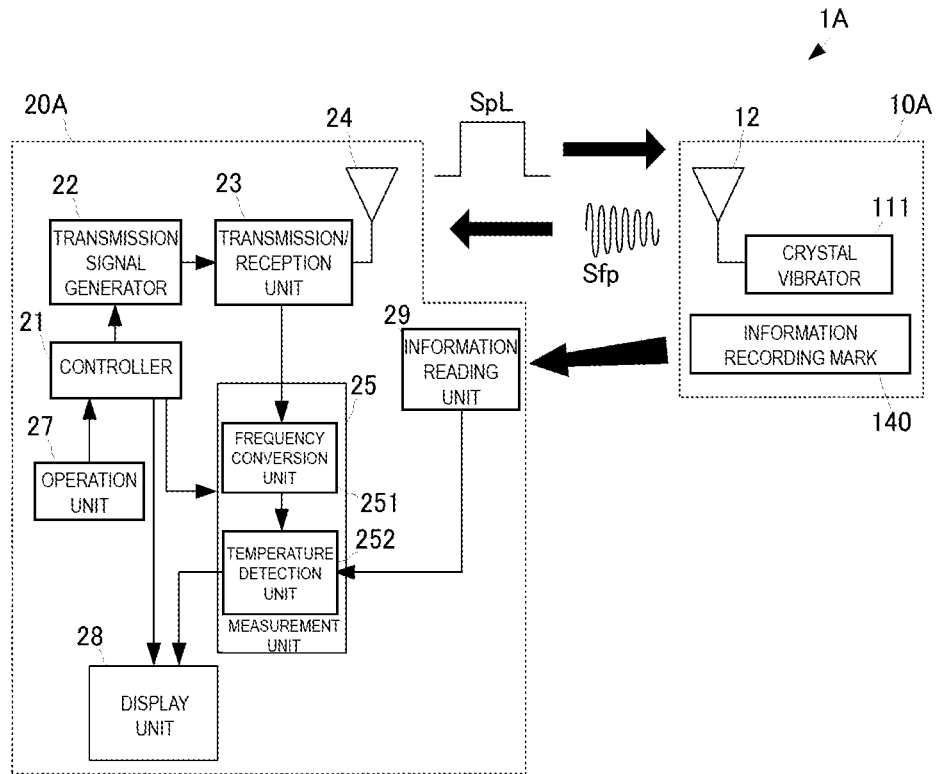 1A
20A
24
SpL
12
10A
22
23
TRANSMISSION
SIGNAL
GENERATOR
TRANSMISSION/
RECEPTION
UNIT
111
CRYSTAL
VIBRATOR
Sfp
21
CONTROLLER
29
INFORMATION
READING
UNIT
INFORMATION
RECORDING MARK
140
25
27
OPERATION
UNIT
FREQUENCY
CONVERSION
UNIT
251
252
TEMPERATURE
DETECTION
UNIT
MEASUREMENT
UNIT
28
DISPLAY
UNIT